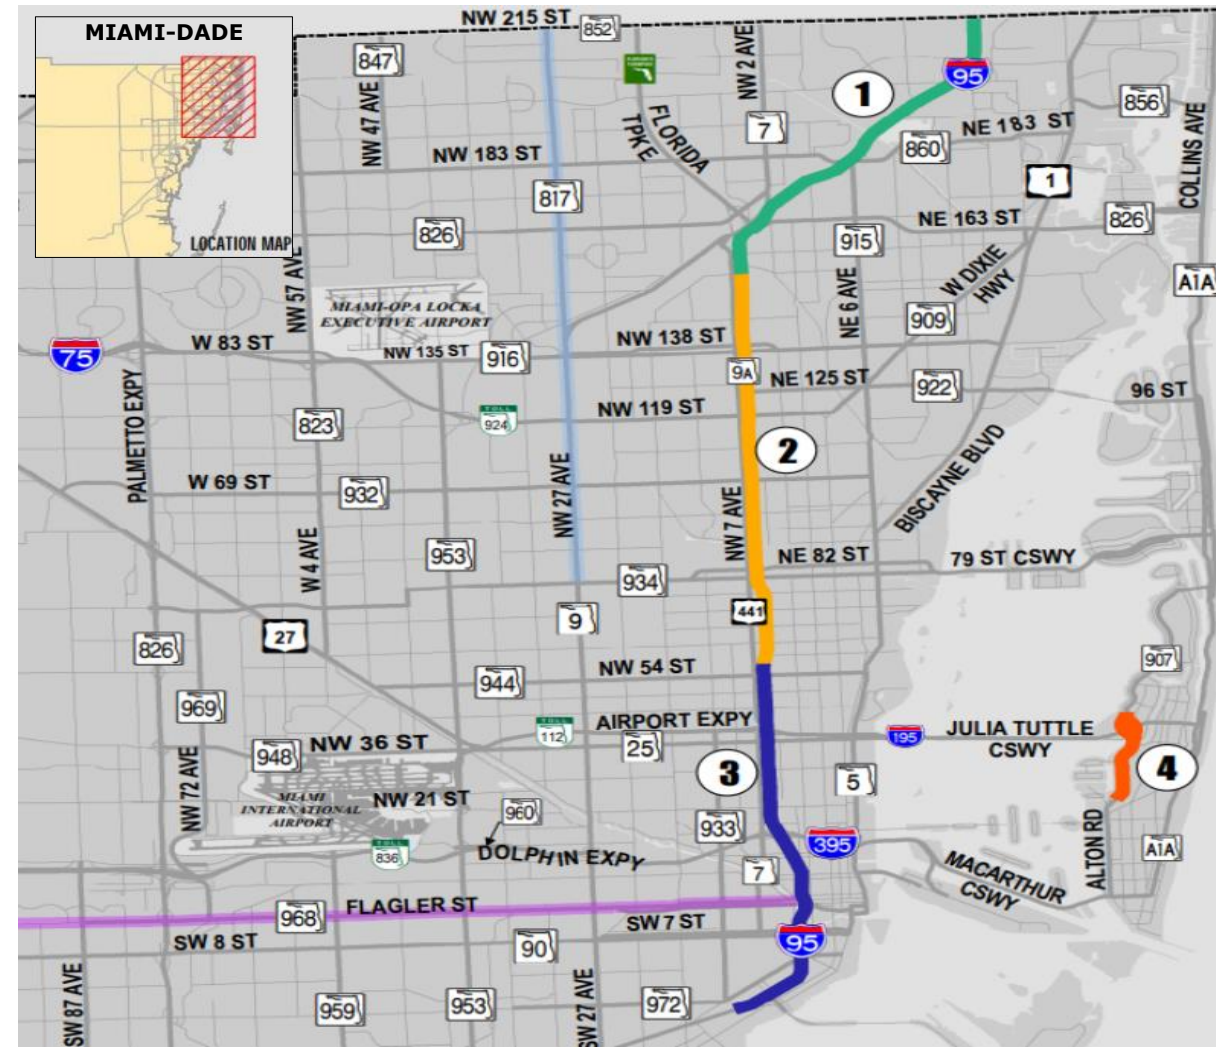 MIAMI-DADE
LOCATION MAP
NW 215 ST
852
847
NW 47 AVE
NW 2 AVE
95
1
856
COLLINS AVE
7
FLORIDA
TPKE
860
NE 183 ST
NW 183 ST
817
1
826
NE 163 ST
826
915
NW 57 AVE
W DIXIE
HWY
A1A
MIAMI-OPA LOCKA
EXECUTIVE AIRPORT
NE 6 AVE
909
75
W 83 ST
NW 135 ST
916
NW 138 ST
9A
NE 125 ST
922
96 ST
PALMETTO EXPY
823
TOLL
924
NW 119 ST
2
W 69 ST
932
NW 27 AVE
NW 7 AVE
BISCAYNE BLVD
W 4 AVE
953
934
NE 82 ST
79 ST CSWY
27
9
441
826
907
944
NW 54 ST
969
TOLL
112
AIRPORT EXPY
195
JULIA TUTTLE
CSWY
948
NW 36 ST
25
3
5
4
NW 72 AVE
MIAMI
INTERNATIONAL
AIRPORT
NW 21 ST
960
933
395
ALTON RD
A1A
TOLL
836
DOLPHIN EXPY
7
MACARTHUR
CSWY
968
FLAGLER ST
SW 8 ST
90
SW 7 ST
95
SW 87 AVE
959
953
SW 27 AVE
972